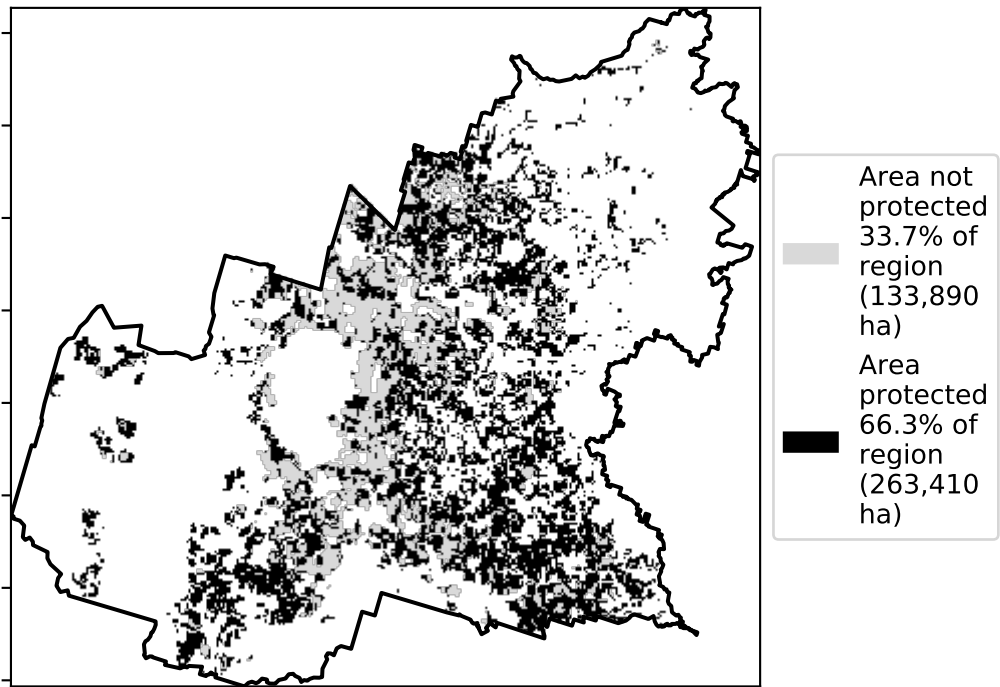 Area not
protected
33.7% of
region
(133,890
ha)
Area
protected
66.3% of
region
(263,410
ha)